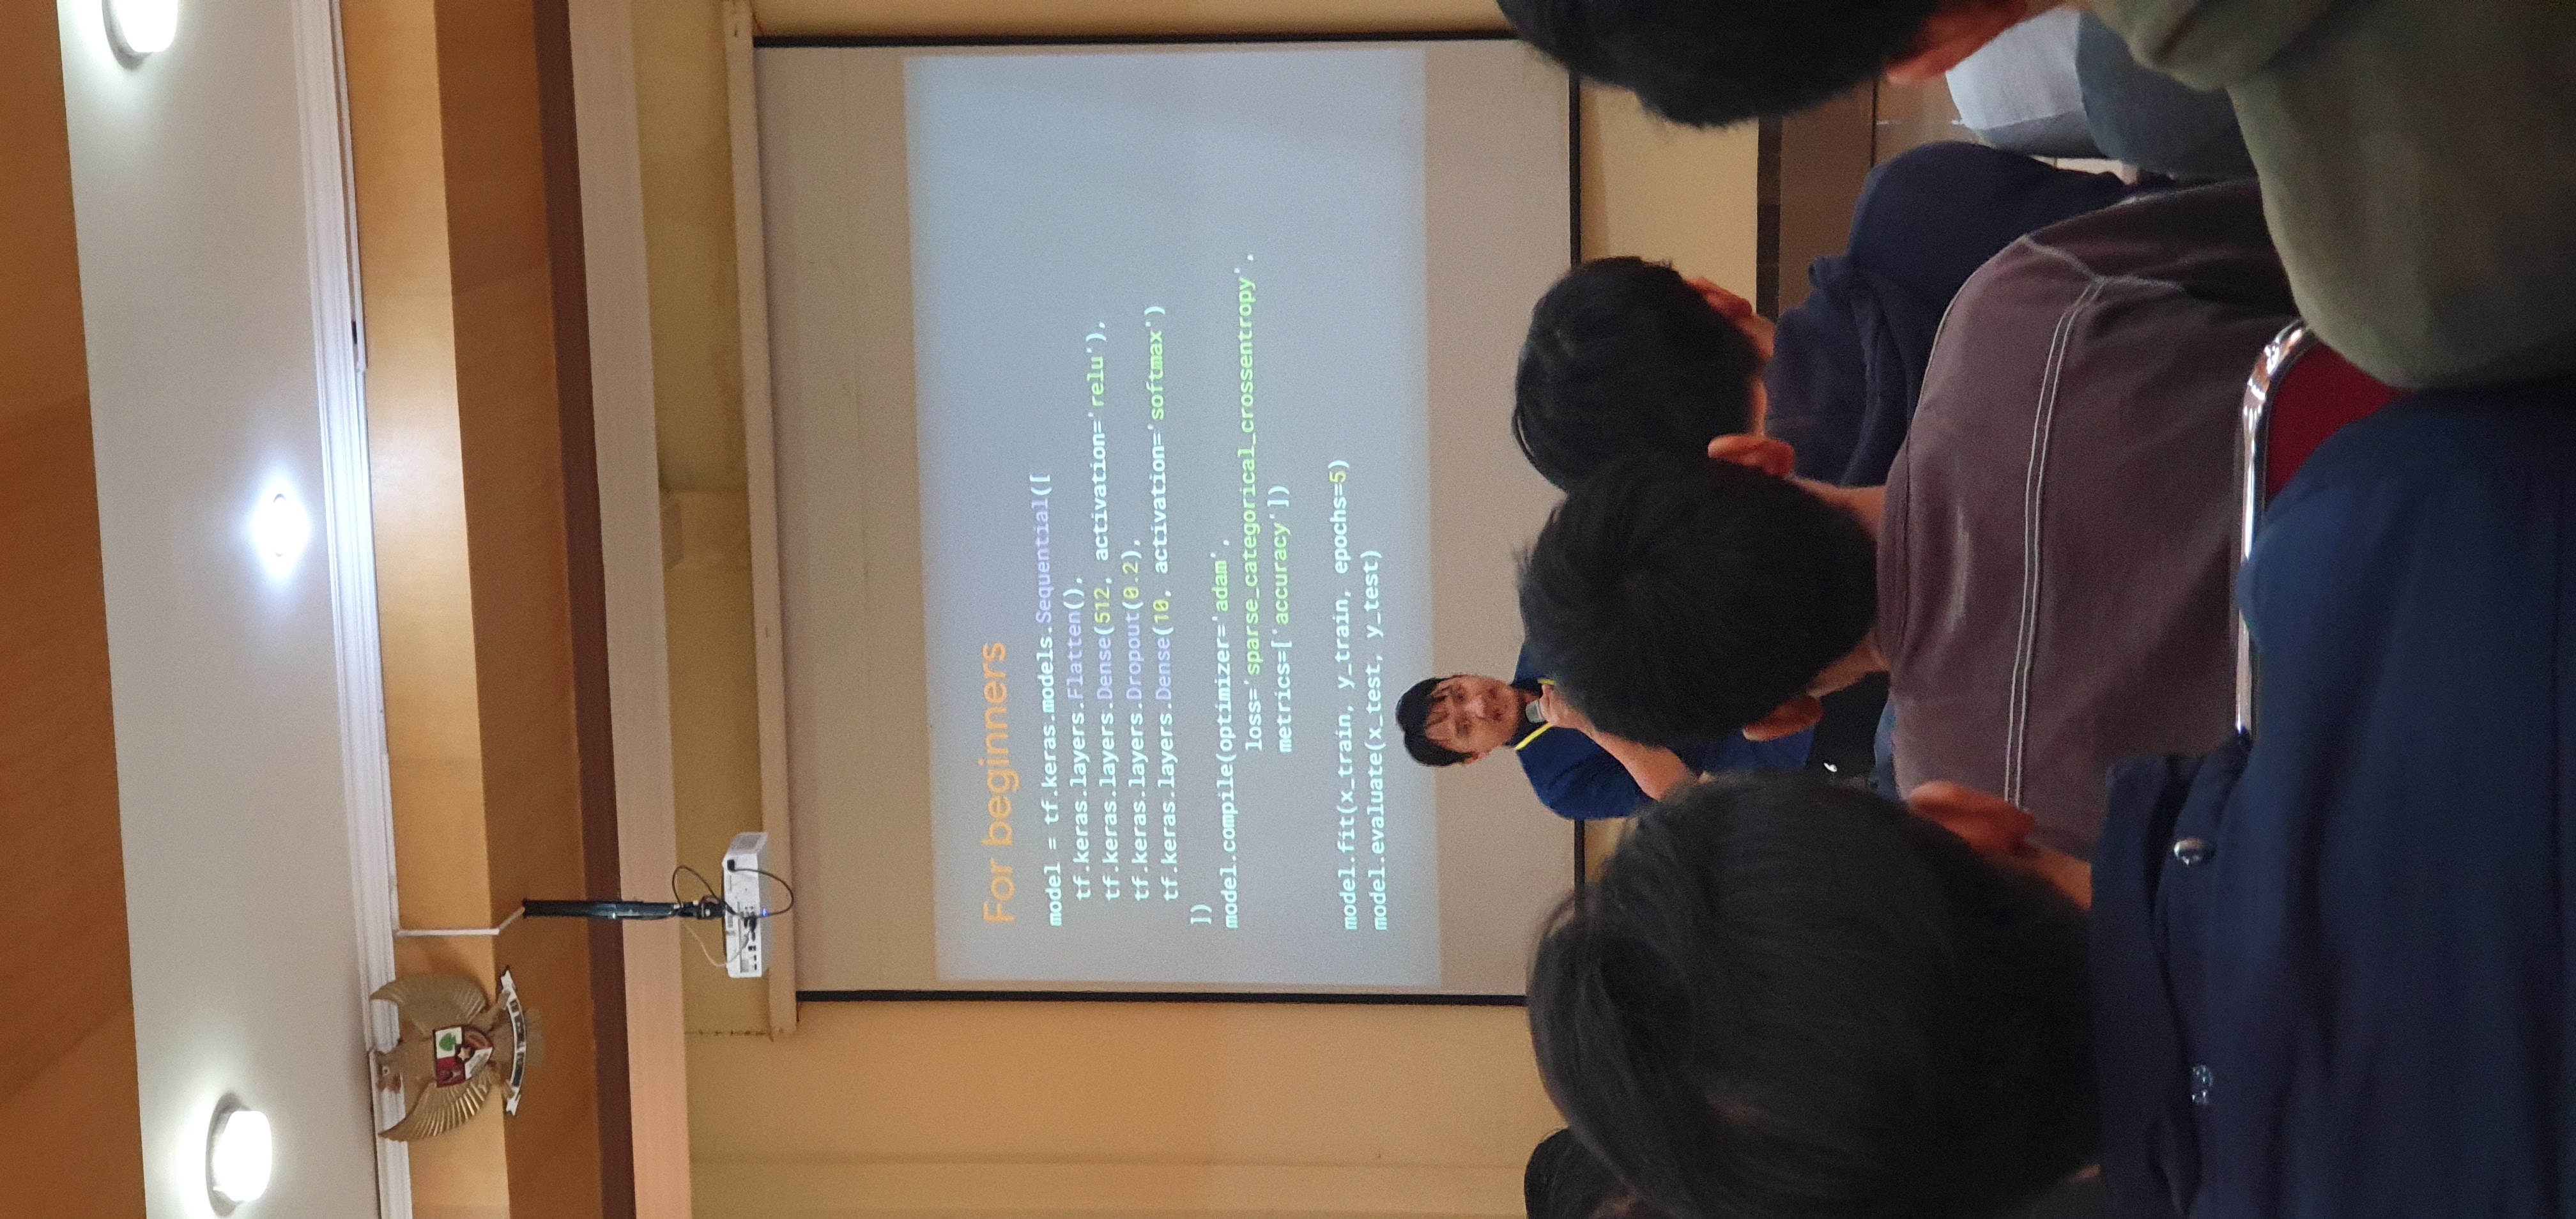 For beginners
model = tf.keras.models.Sequential([
  tf.keras.layers.Flatten(),
  tf.keras.layers.Dense(512, activation='relu'),
  tf.keras.layers.Dropout(0.2),
  tf.keras.layers.Dense(10, activation='softmax')
])
model.compile(optimizer='adam',
              loss='sparse_categorical_crossentropy',
              metrics=['accuracy'])
model.fit(x_train, y_train, epochs=5)
model.evaluate(x_test, y_test)